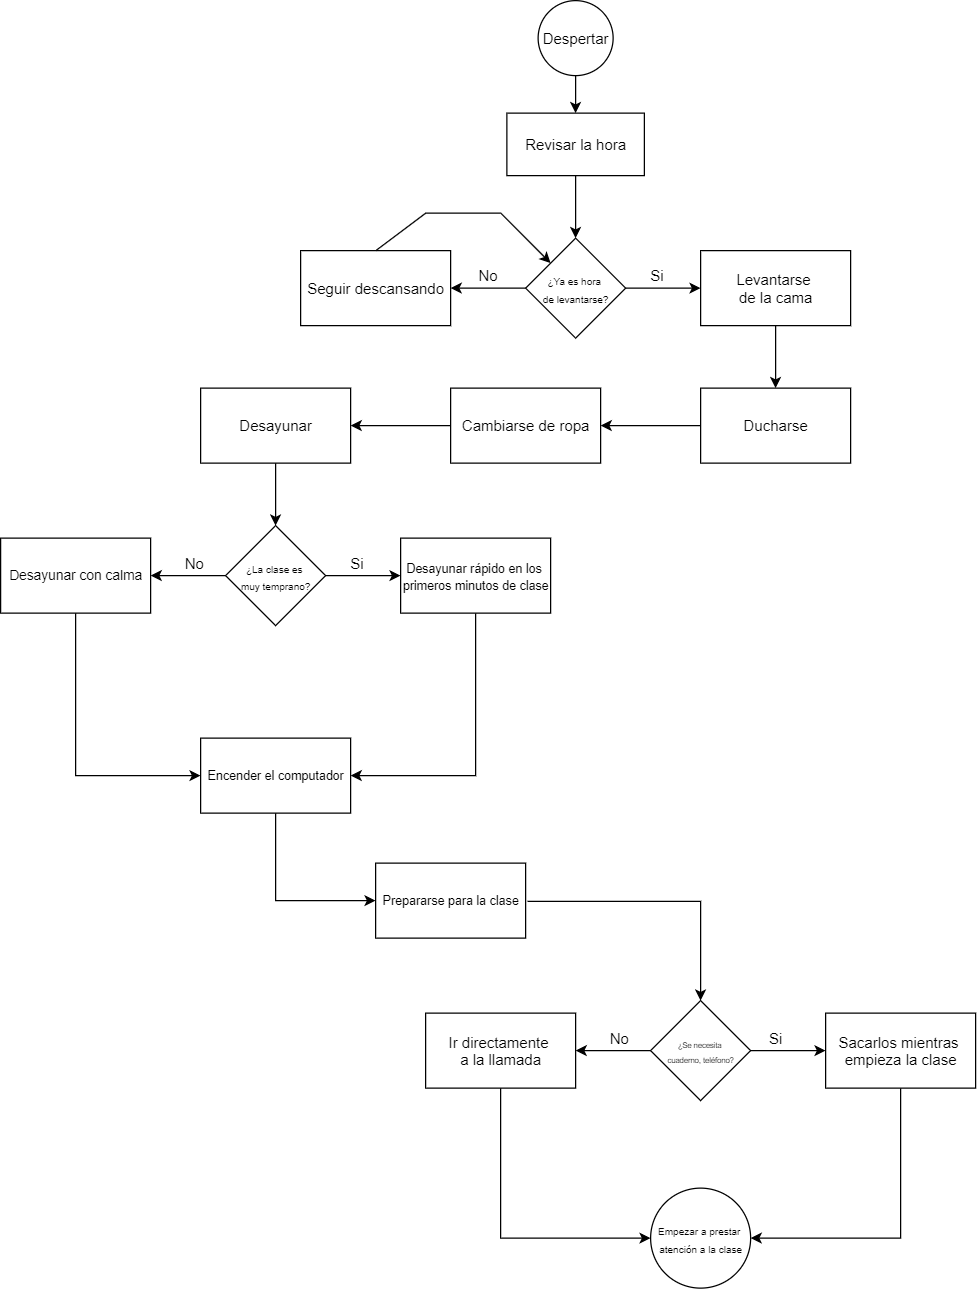 Despertar
Revisar la hora
Seguir descansando
No
¿Ya es hora
de levantarse?
Si
Levantarse
de la cama
Desayunar
Cambiarse de ropa
Ducharse
Desayunar con calma
No
¿La clase es
muy temprano?
Si
Desayunar rápido en los
primeros minutos de clase
Encender el computador
Prepararse para la clase
Ir directamente
a la llamada
No
¿Se necesita
cuaderno, teléfono?
Si
Sacarlos mientras
empieza la clase
Empezar a prestar
atención a la clase